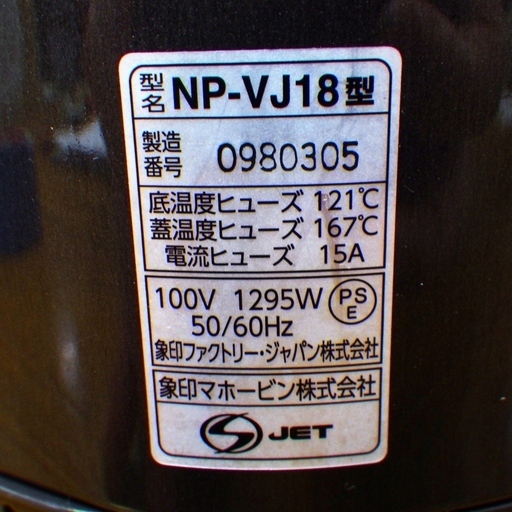 型名 NP-VJ18型
製造番号 0980305
底温度ヒューズ 121℃
蓋温度ヒューズ 167℃
電流ヒューズ 15A
100V 1295W PSE
50/60Hz
象印ファクトリー・ジャパン株式会社
象印マホービン株式会社
S JET